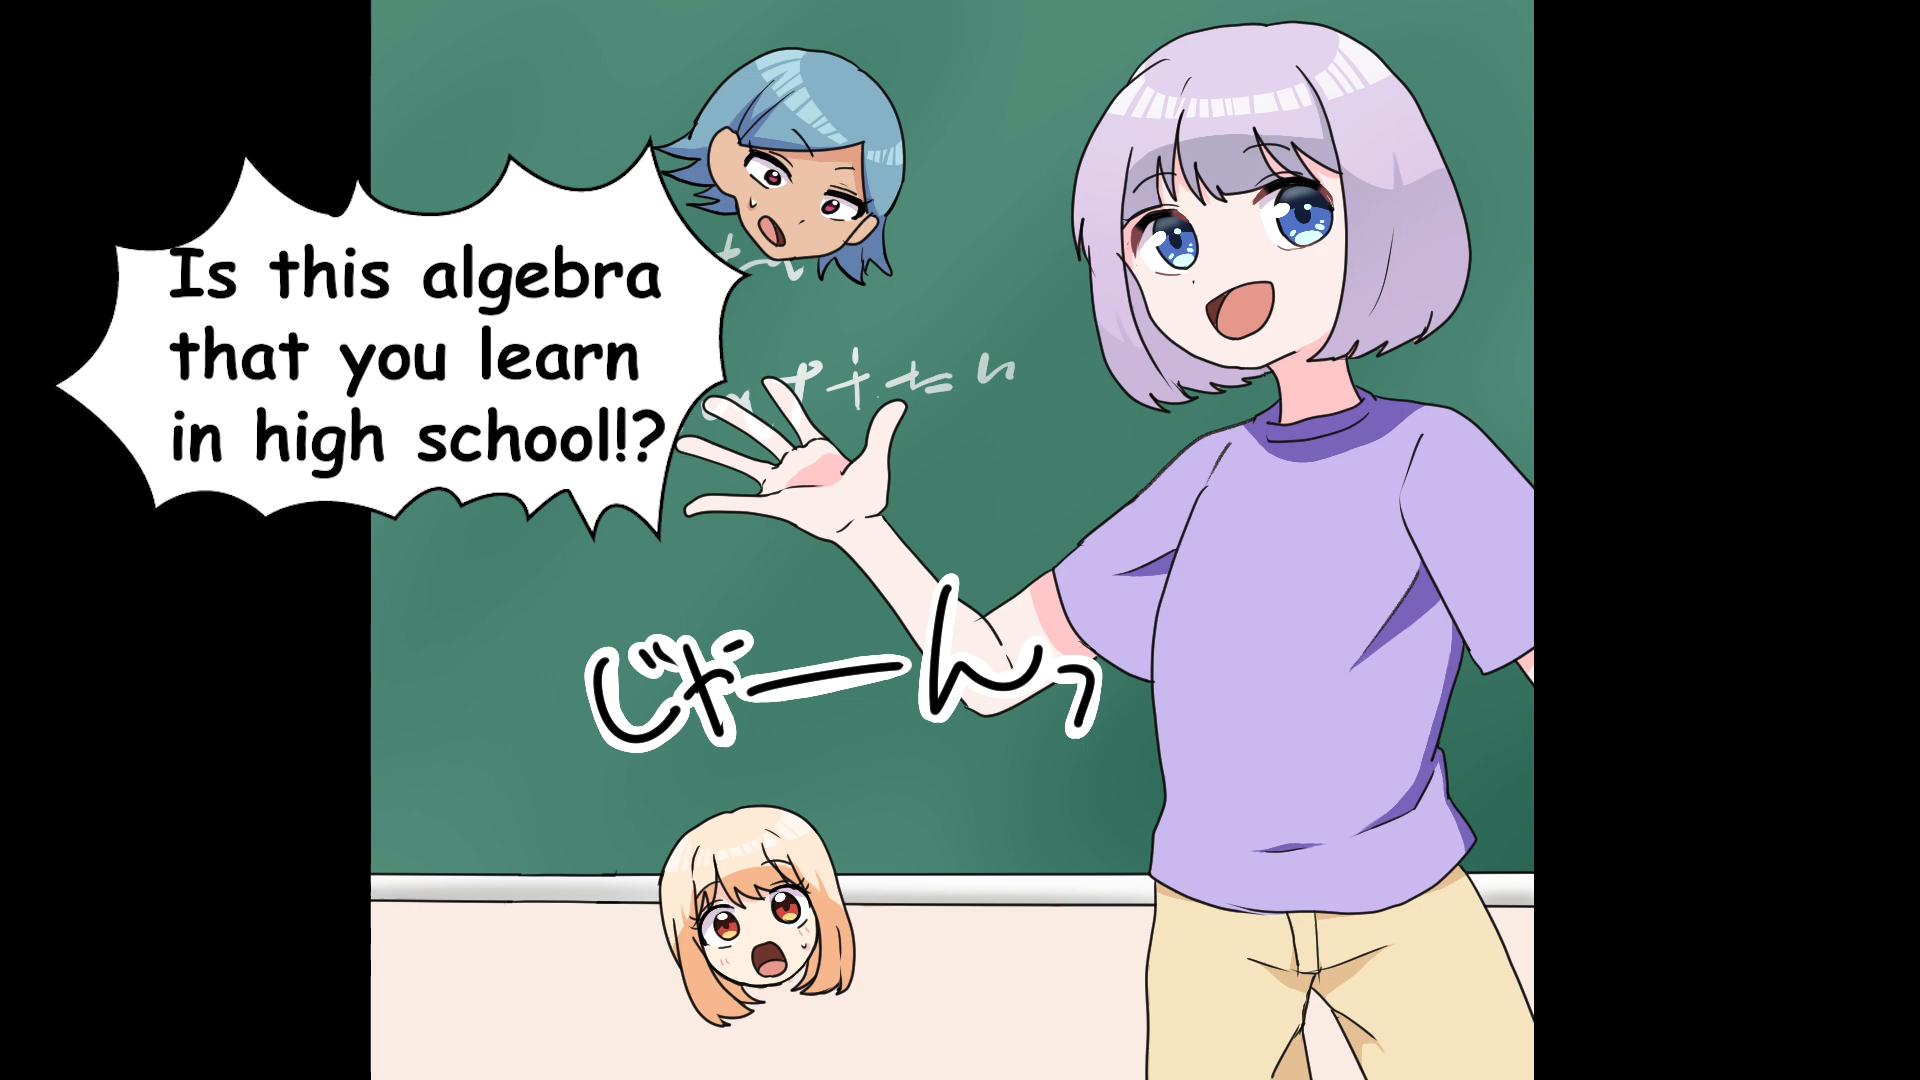 Is this algebra
that you learn
in high school!?
じゃーんっ